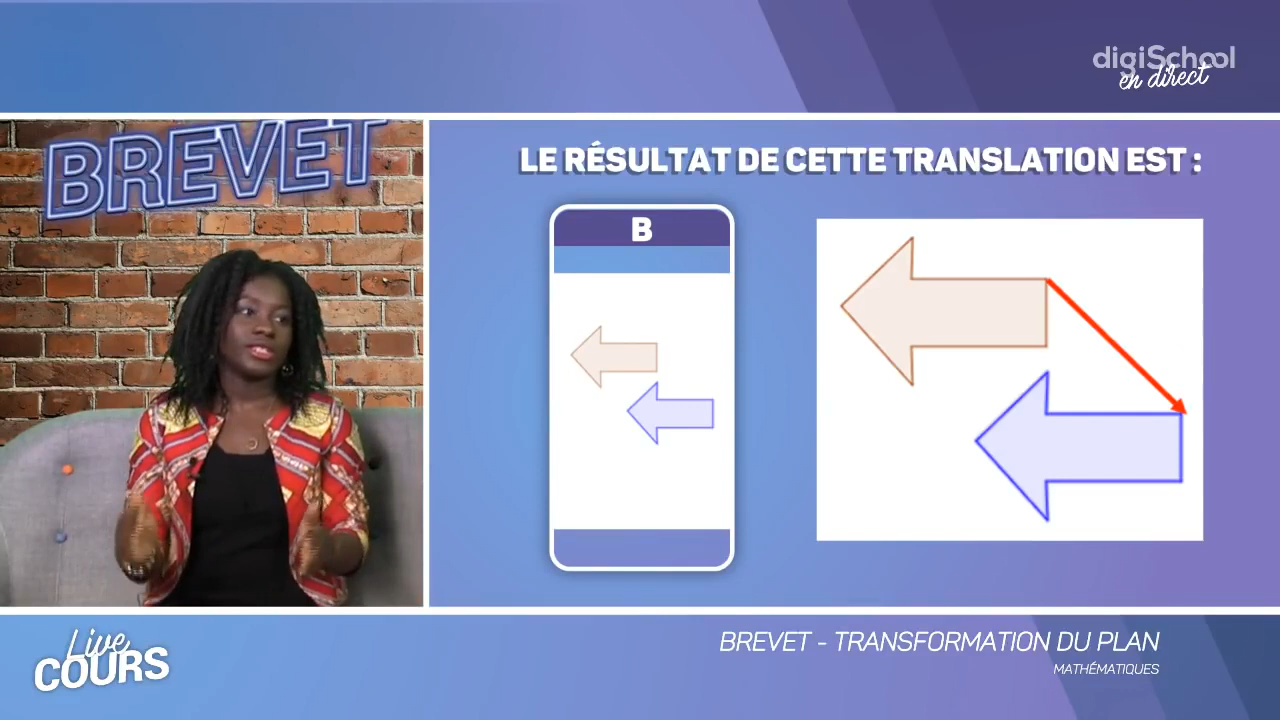 digiSchool
en direct
BREVET
LE RÉSULTAT DE CETTE TRANSLATION EST :
B
Live
COURS
BREVET - TRANSFORMATION DU PLAN
MATHÉMATIQUES